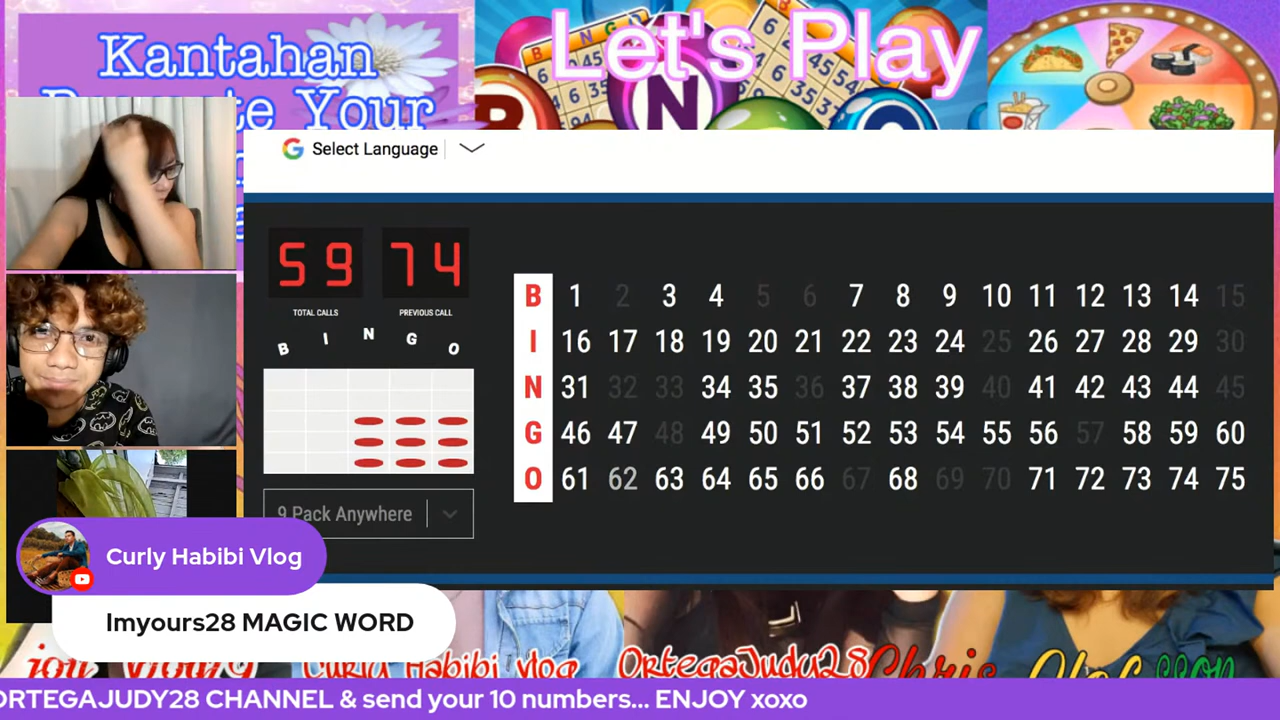 Kantahan
Let's Play
Select Language
59 74
TOTAL CALLS PREVIOUS CALL
B I N G O
B 1 2 3 4 5 6 7 8 9 10 11 12 13 14 15
I 16 17 18 19 20 21 22 23 24 25 26 27 28 29 30
N 31 32 33 34 35 36 37 38 39 40 41 42 43 44 45
G 46 47 48 49 50 51 52 53 54 55 56 57 58 59 60
O 61 62 63 64 65 66 67 68 69 70 71 72 73 74 75
9 Pack Anywhere
Curly Habibi Vlog
Imyours28 MAGIC WORD
Curly Habibi vlog OrtegaJudy28 Chris
ORTEGAJUDY28 CHANNEL & send your 10 numbers... ENJOY xoxo